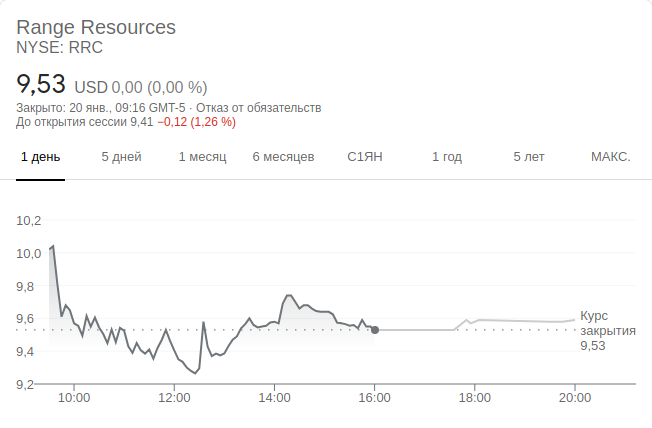 Range Resources
NYSE: RRC
9,53 USD 0,00 (0,00 %)
Закрыто: 20 янв., 09:16 GMT-5 · Отказ от обязательств
До открытия сессии 9,41 −0,12 (1,26 %)
1 день 5 дней 1 месяц 6 месяцев С1ЯН 1 год 5 лет МАКС.
10,2
10,0
9,8
9,6
9,4
9,2
Курс
закрытия
9,53
10:00 12:00 14:00 16:00 18:00 20:00